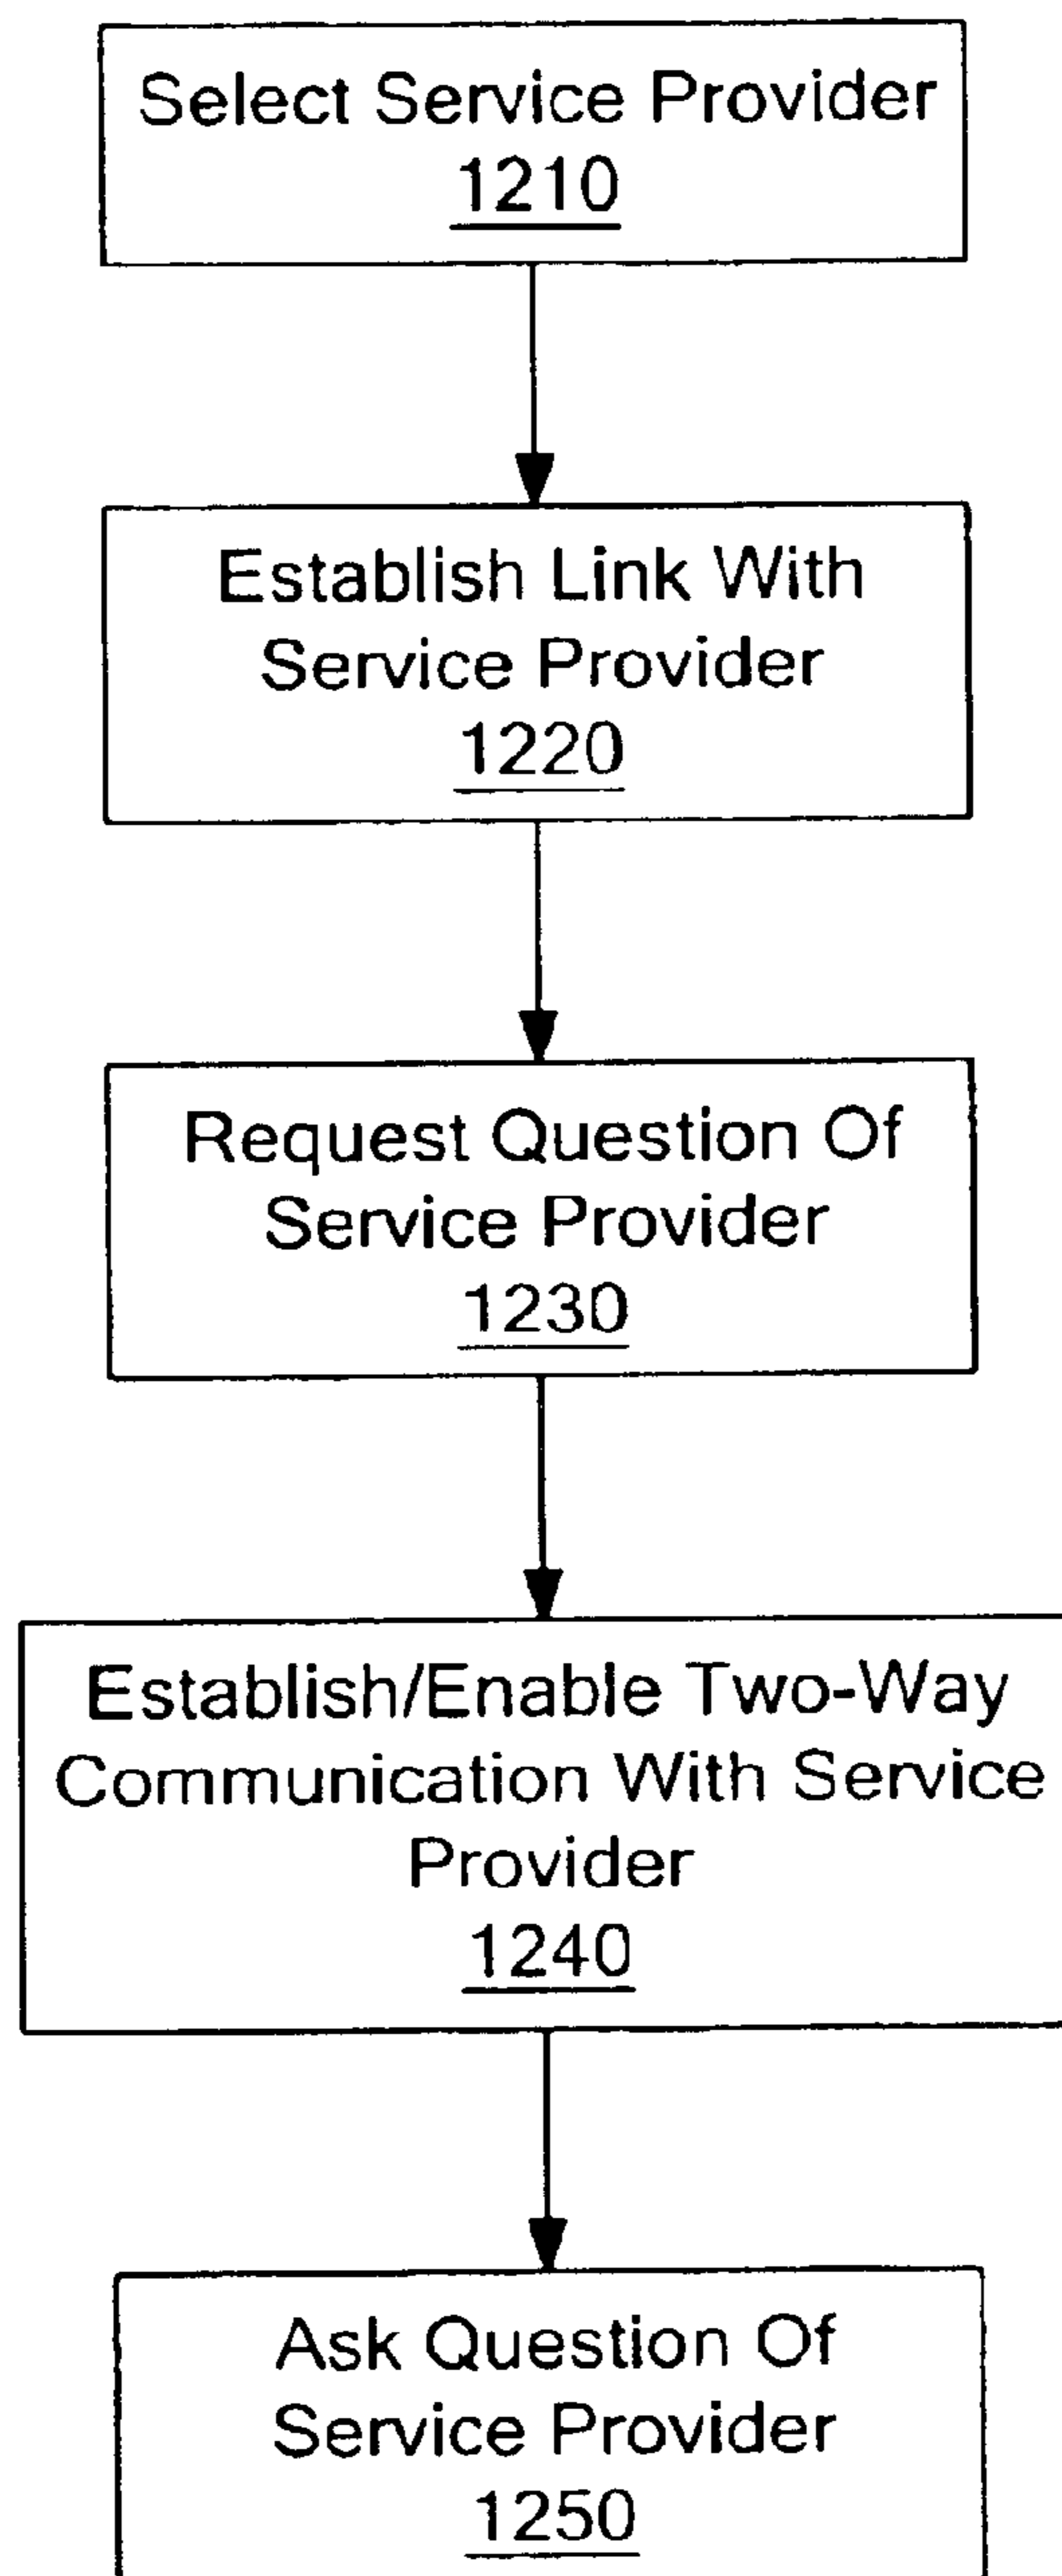 Select Service Provider
1210
Establish Link With
Service Provider
1220
Request Question Of
Service Provider
1230
Establish/Enable Two-Way
Communication With Service
Provider
1240
Ask Question Of
Service Provider
1250